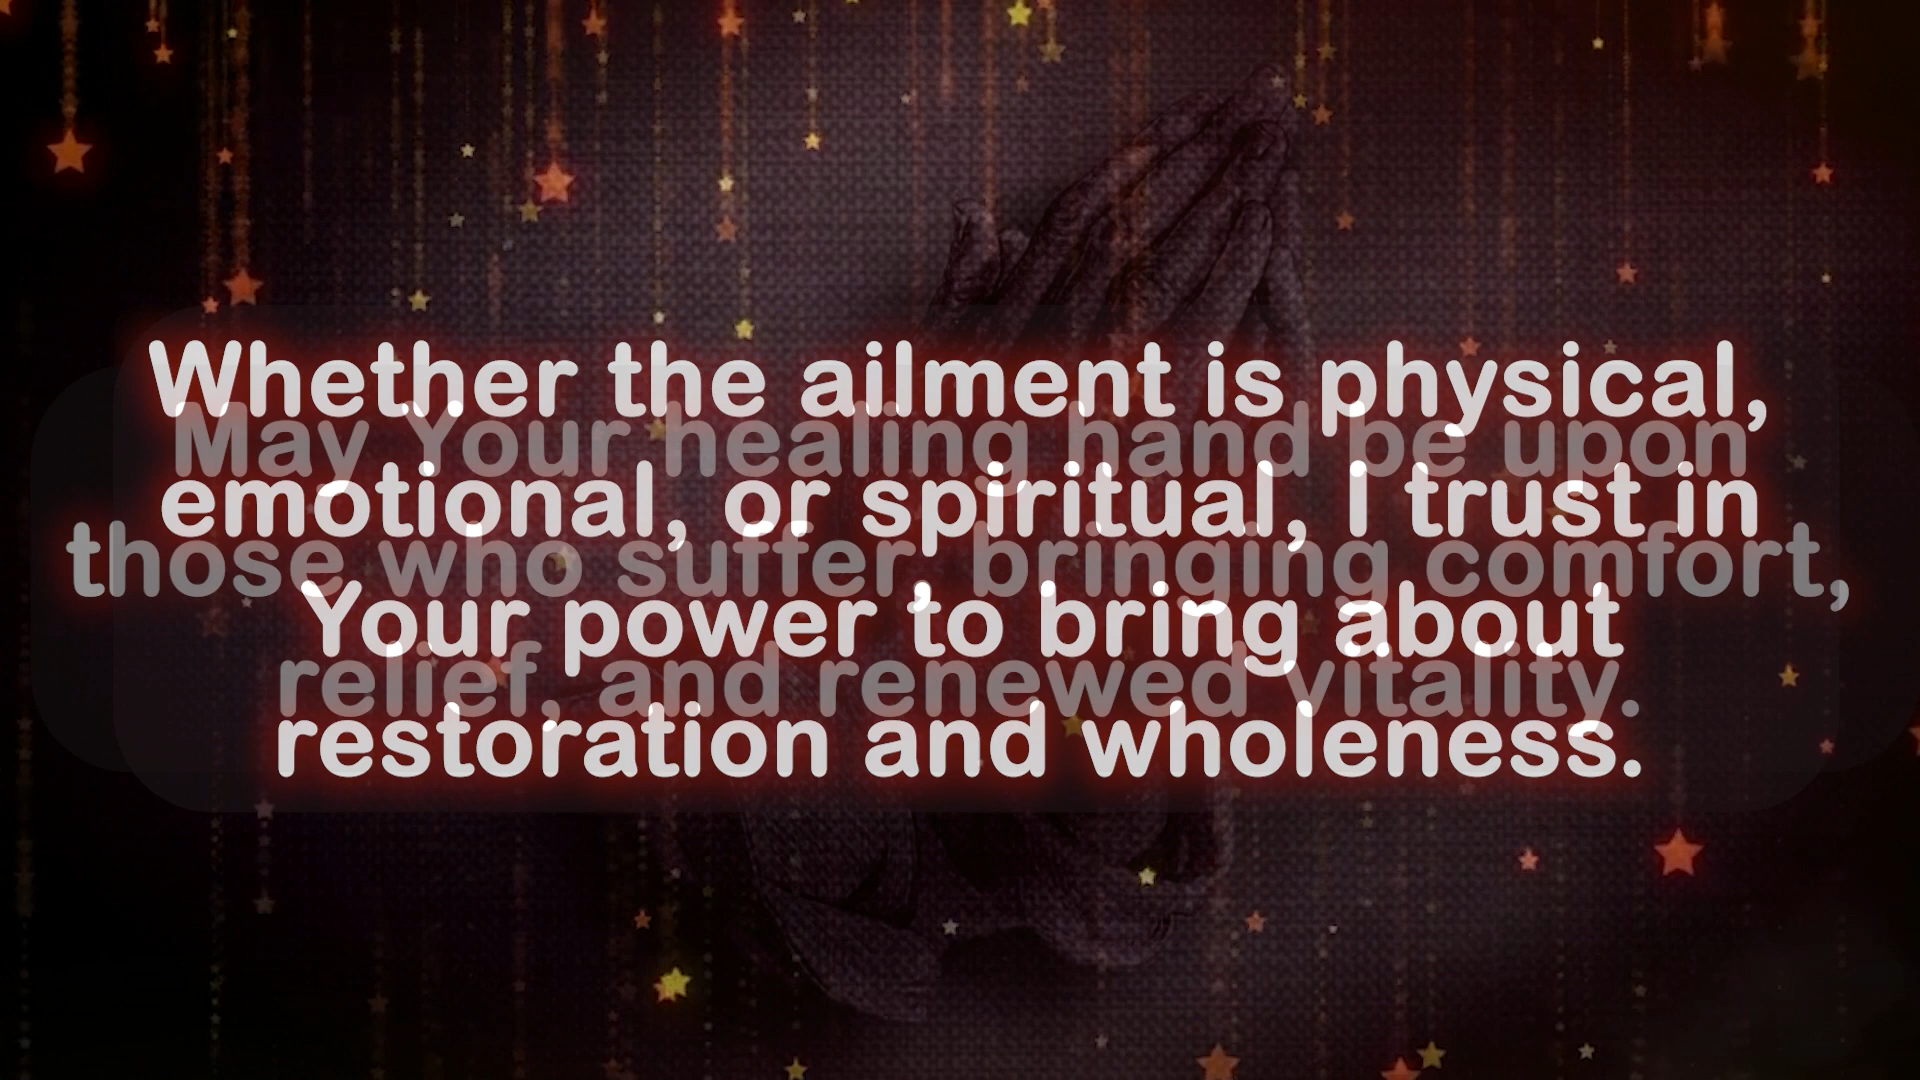 Whether the ailment is physical,
emotional, or spiritual, I trust in
Your power to bring about
restoration and wholeness.
May Your healing hand be upon
those who suffer, bringing comfort,
relief, and renewed vitality.